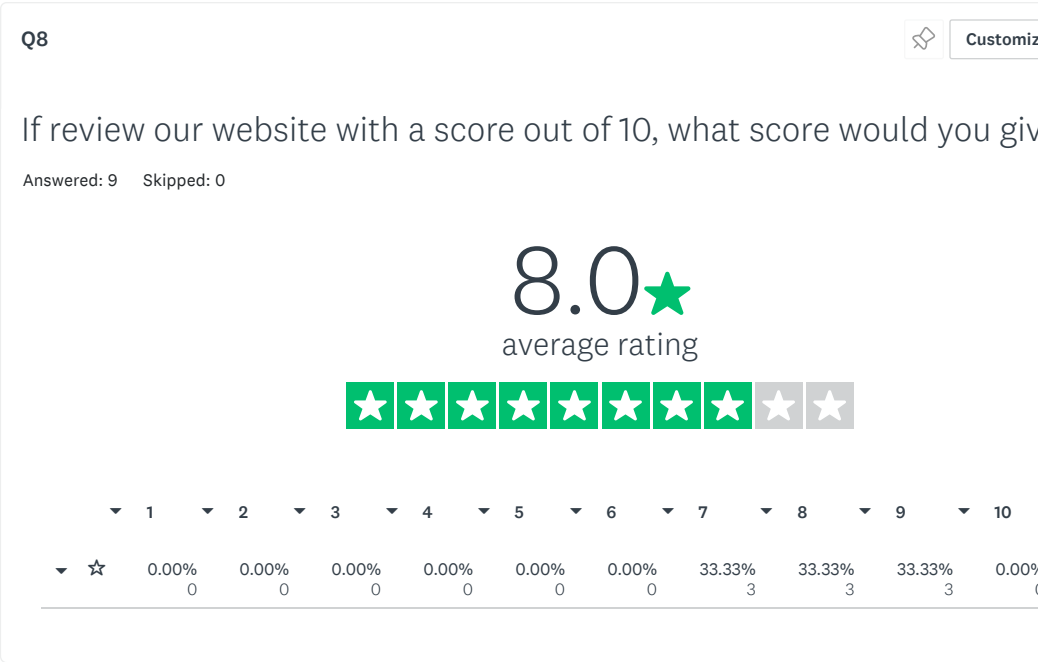 Q8
Customiz
If review our website with a score out of 10, what score would you giv
Answered: 9 Skipped: 0
8.0
average rating
1 2 3 4 5 6 7 8 9 10
0.00% 0.00% 0.00% 0.00% 0.00% 0.00% 33.33% 33.33% 33.33% 0.00%
0 0 0 0 0 0 3 3 3 0